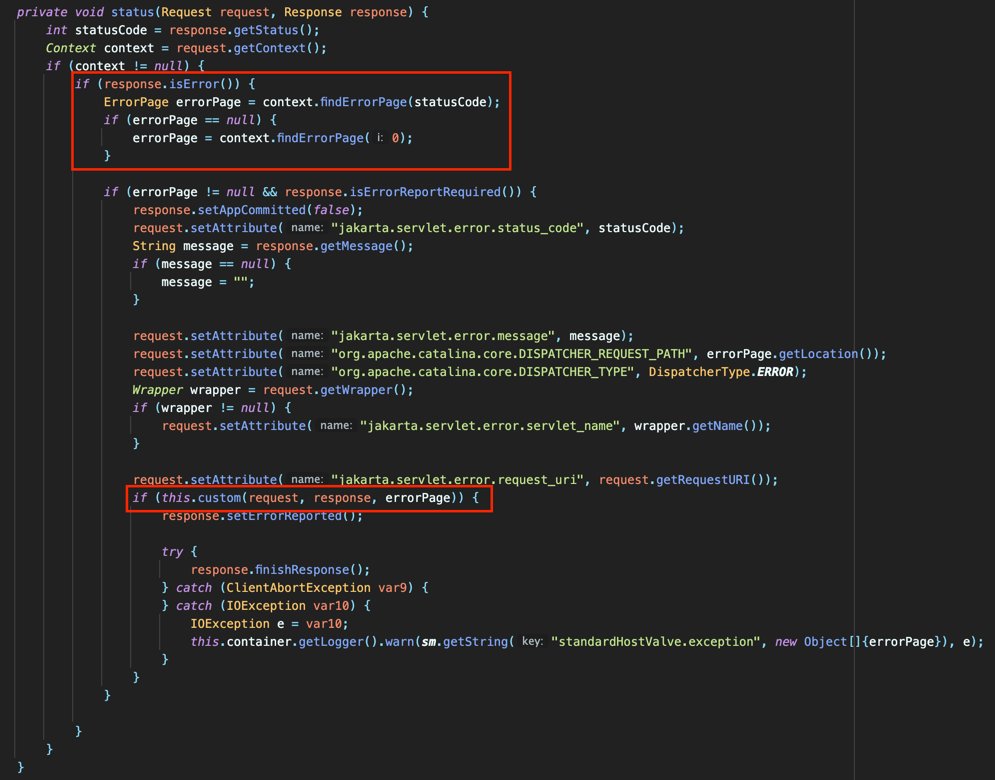 private void status(Request request, Response response) {
    int statusCode = response.getStatus();
    Context context = request.getContext();
    if (context != null) {
        if (response.isError()) {
            ErrorPage errorPage = context.findErrorPage(statusCode);
            if (errorPage == null) {
                errorPage = context.findErrorPage( i: 0);
            }

            if (errorPage != null && response.isErrorReportRequired()) {
                response.setAppCommitted(false);
                request.setAttribute( name: "jakarta.servlet.error.status_code", statusCode);
                String message = response.getMessage();
                if (message == null) {
                    message = "";
                }

                request.setAttribute( name: "jakarta.servlet.error.message", message);
                request.setAttribute( name: "org.apache.catalina.core.DISPATCHER_REQUEST_PATH", errorPage.getLocation());
                request.setAttribute( name: "org.apache.catalina.core.DISPATCHER_TYPE", DispatcherType.ERROR);
                Wrapper wrapper = request.getWrapper();
                if (wrapper != null) {
                    request.setAttribute( name: "jakarta.servlet.error.servlet_name", wrapper.getName());
                }

                request.setAttribute( name: "jakarta.servlet.error.request_uri", request.getRequestURI());
                if (this.custom(request, response, errorPage)) {
                    response.setErrorReported();

                    try {
                        response.finishResponse();
                    } catch (ClientAbortException var9) {
                    } catch (IOException var10) {
                        IOException e = var10;
                        this.container.getLogger().warn(sm.getString( key: "standardHostValve.exception", new Object[]{errorPage}), e);
                    }
                }
            }

        }
    }
}